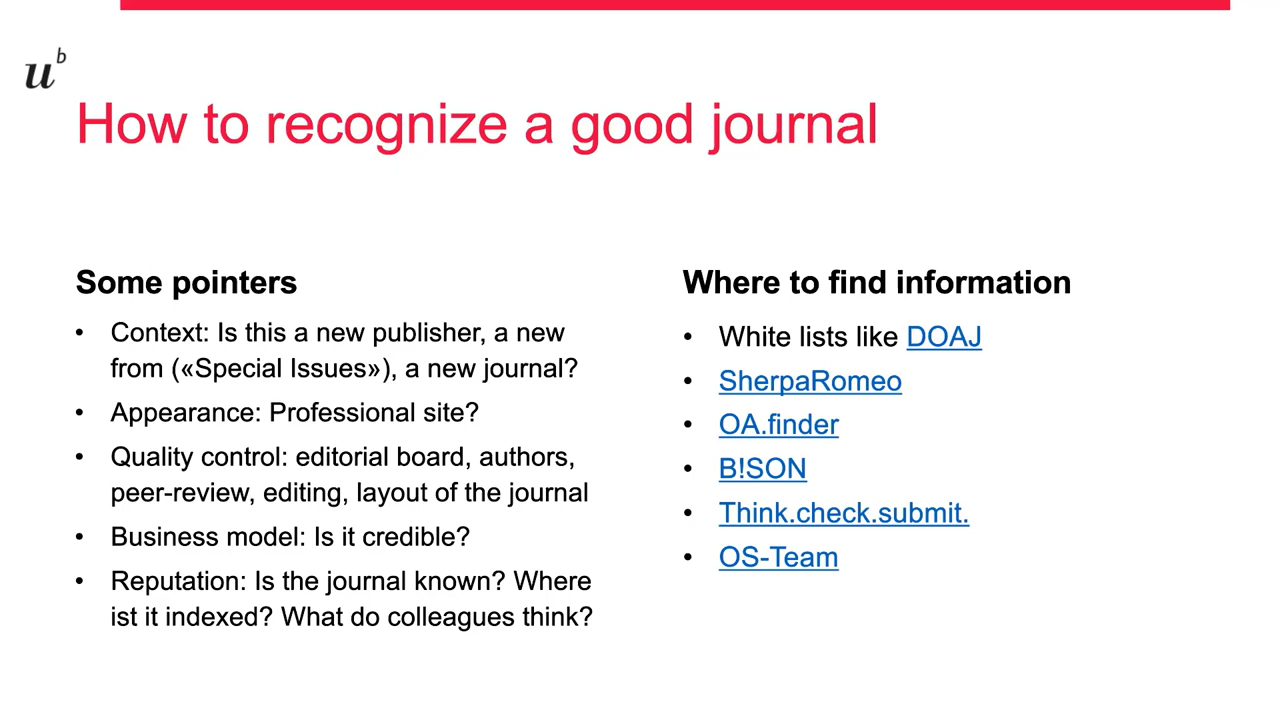 u
b
How to recognize a good journal
Some pointers
• Context: Is this a new publisher, a new
from («Special Issues»), a new journal?
• Appearance: Professional site?
• Quality control: editorial board, authors,
peer-review, editing, layout of the journal
• Business model: Is it credible?
• Reputation: Is the journal known? Where
ist it indexed? What do colleagues think?
Where to find information
• White lists like DOAJ
• SherpaRomeo
• OA.finder
• B!SON
• Think.check.submit.
• OS-Team